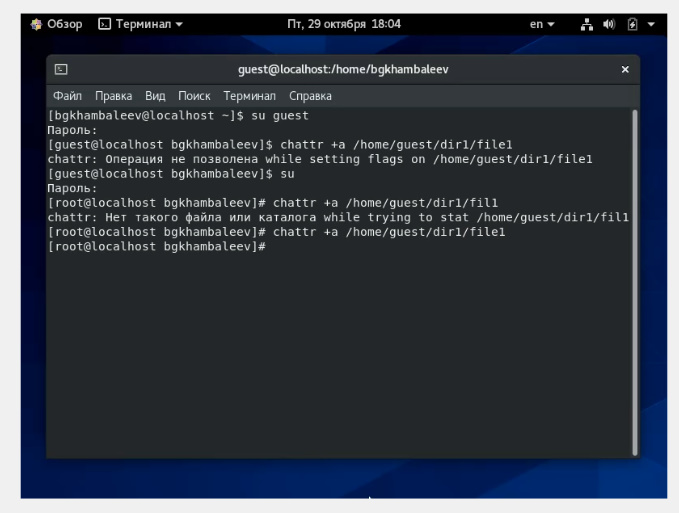 Обзор Терминал Пт, 29 октября 18:04 en
guest@localhost:/home/bgkhambaleev ×
Файл Правка Вид Поиск Терминал Справка
[bgkhambaleev@localhost ~]$ su guest
Пароль:
[guest@localhost bgkhambaleev]$ chattr +a /home/guest/dir1/file1
chattr: Операция не позволена while setting flags on /home/guest/dir1/file1
[guest@localhost bgkhambaleev]$ su
Пароль:
[root@localhost bgkhambaleev]# chattr +a /home/guest/dir1/fil1
chattr: Нет такого файла или каталога while trying to stat /home/guest/dir1/fil1
[root@localhost bgkhambaleev]# chattr +a /home/guest/dir1/file1
[root@localhost bgkhambaleev]#